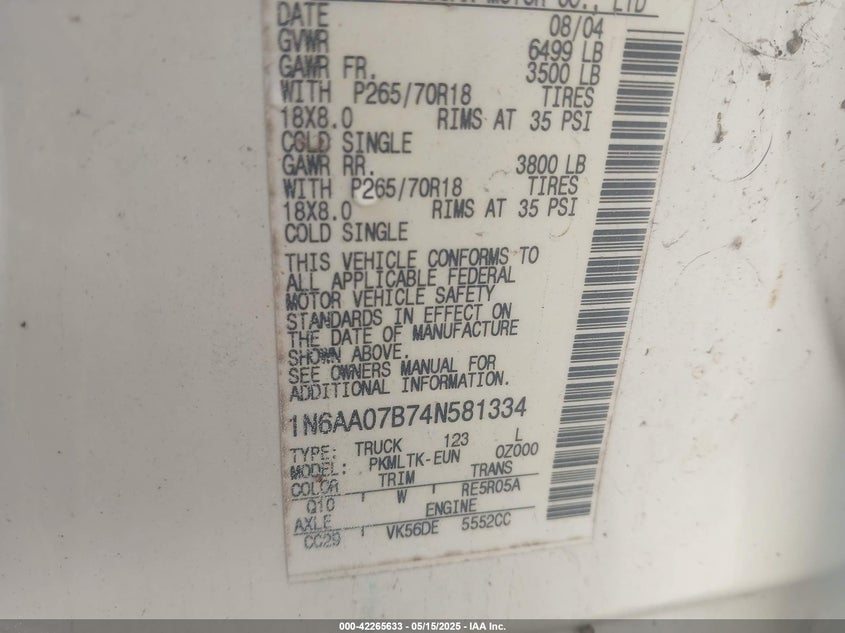 MOTOR CO., LTD
DATE 08/04
GVWR 6499 LB
GAWR FR. 3500 LB
WITH P265/70R18 TIRES
18X8.0 RIMS AT 35 PSI
COLD SINGLE
GAWR RR. 3800 LB
WITH P265/70R18 TIRES
18X8.0 RIMS AT 35 PSI
COLD SINGLE
THIS VEHICLE CONFORMS TO
ALL APPLICABLE FEDERAL
MOTOR VEHICLE SAFETY
STANDARDS IN EFFECT ON
THE DATE OF MANUFACTURE
SHOWN ABOVE.
SEE OWNERS MANUAL FOR
ADDITIONAL INFORMATION.
1N6AA07B74N581334
TYPE: TRUCK 123 L
MODEL: PKMLTK-EUN 0Z000
COLOR TRIM TRANS
Q10 W RE5R05A
AXLE ENGINE
CC29 VK56DE 5552CC
000-42265633 - 05/15/2025 - IAA Inc.